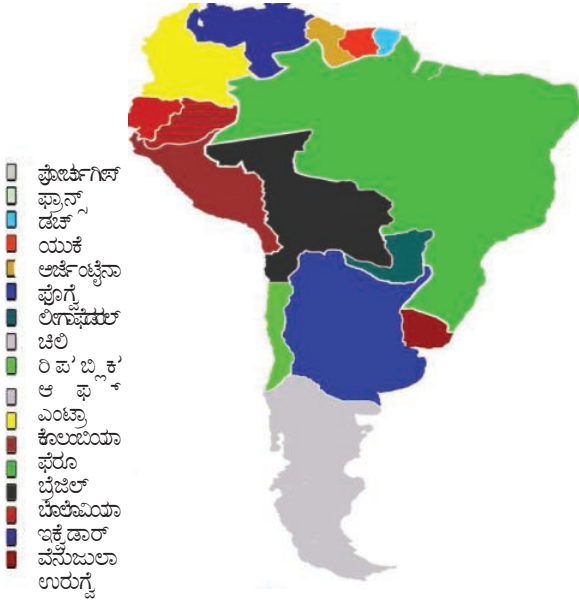 ಪೋರ್ಚುಗೀಸ್
ಫ್ರಾನ್ಸ್
ಡಚ್
ಯುಕೆ
ಅರ್ಜೆಂಟೈನಾ
ಫೊಗ್ವೆ
ಲೀಗಾಫೆಡುಲ್
ಚಿಲಿ
ರಿಪಬ್ಲಿಕ್
ಆಫ್
ಎಂಟ್ರಾ
ಕೊಲಂಬಿಯಾ
ಫೆರೂ
ಬ್ರೆಜಿಲ್
ಬೊಲಿವಿಯಾ
ಇಕ್ವೆಡಾರ್
ವೆನುಜುಲಾ
ಉರುಗ್ವೆ